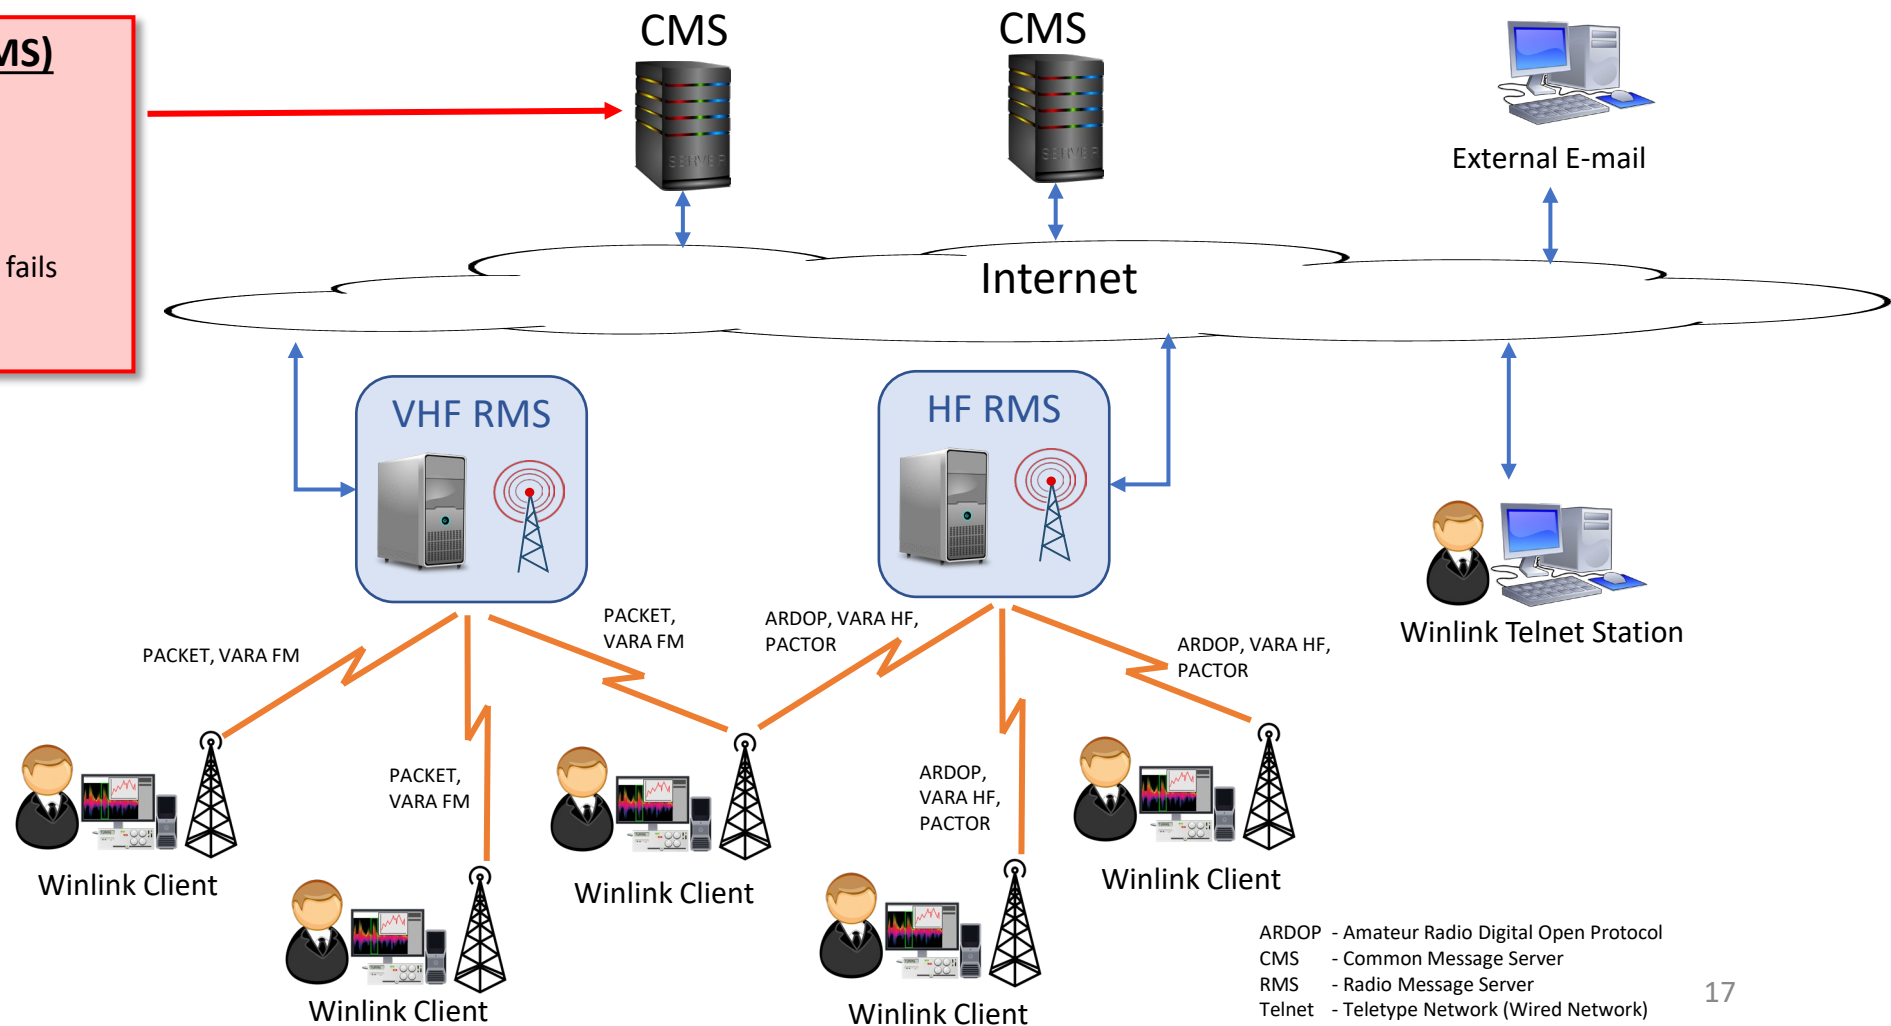 MS)
fails
CMS
CMS
External E-mail
Internet
VHF RMS
HF RMS
Winlink Telnet Station
PACKET, VARA FM
PACKET,
VARA FM
ARDOP, VARA HF,
PACTOR
ARDOP, VARA HF,
PACTOR
PACKET,
VARA FM
ARDOP,
VARA HF,
PACTOR
Winlink Client
Winlink Client
Winlink Client
Winlink Client
Winlink Client
ARDOP - Amateur Radio Digital Open Protocol
CMS - Common Message Server
RMS - Radio Message Server
Telnet - Teletype Network (Wired Network)
17